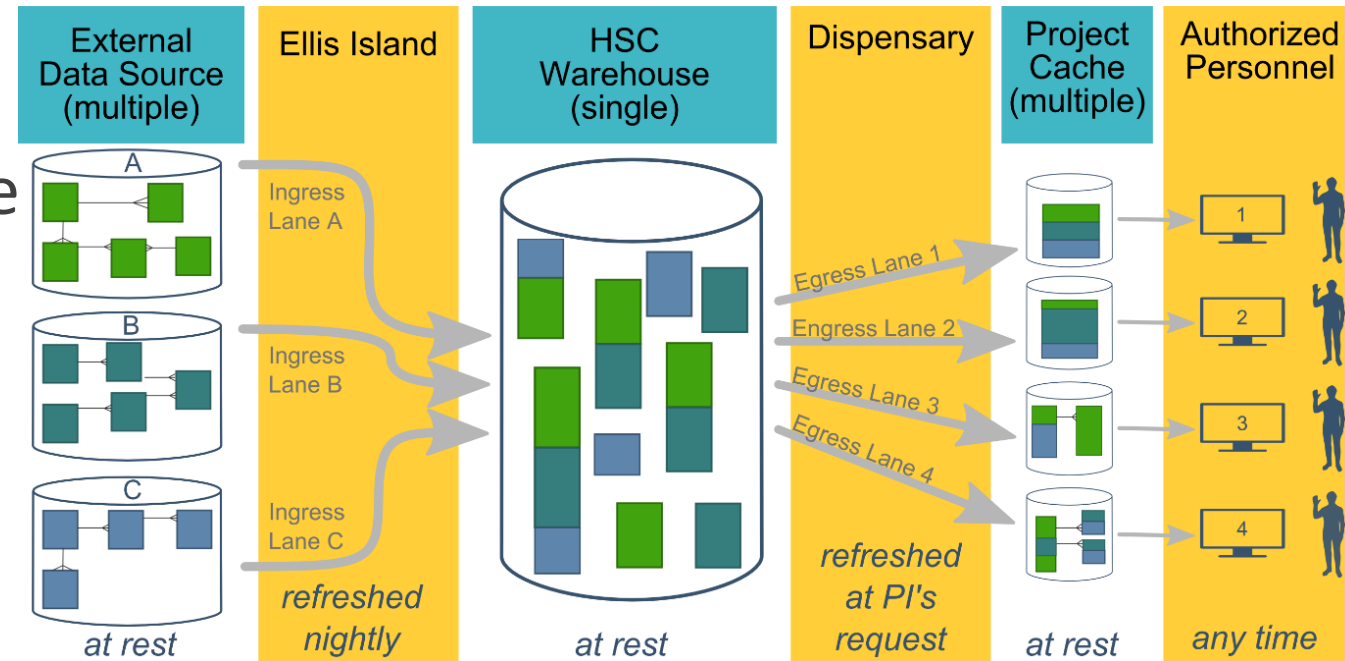 External
Data Source
(multiple)
Ellis Island
HSC
Warehouse
(single)
Dispensary
Project
Cache
(multiple)
Authorized
Personnel
e
A
Ingress
Lane A
B
Ingress
Lane B
C
Ingress
Lane C
Egress Lane 1
Engress Lane 2
Egress Lane 3
Egress Lane 4
1
2
3
4
at rest
refreshed
nightly
at rest
refreshed
at PI's
request
at rest
any time